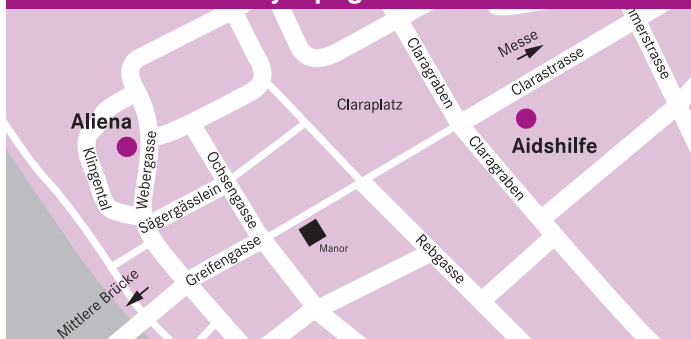 Messe
Clarastrasse
Claragraben
Claraplatz
Aliena
Aidshilfe
Klingental
Webergasse
Ochsengasse
Claragraben
Sägergässlein
Greifengasse
Manor
Rebgasse
Mittlere Brücke